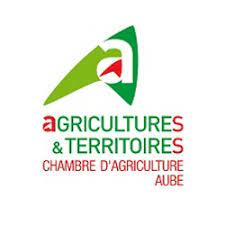 a
aGRICULTURES
& TERRITOIRES
CHAMBRE D'AGRICULTURE
AUBE